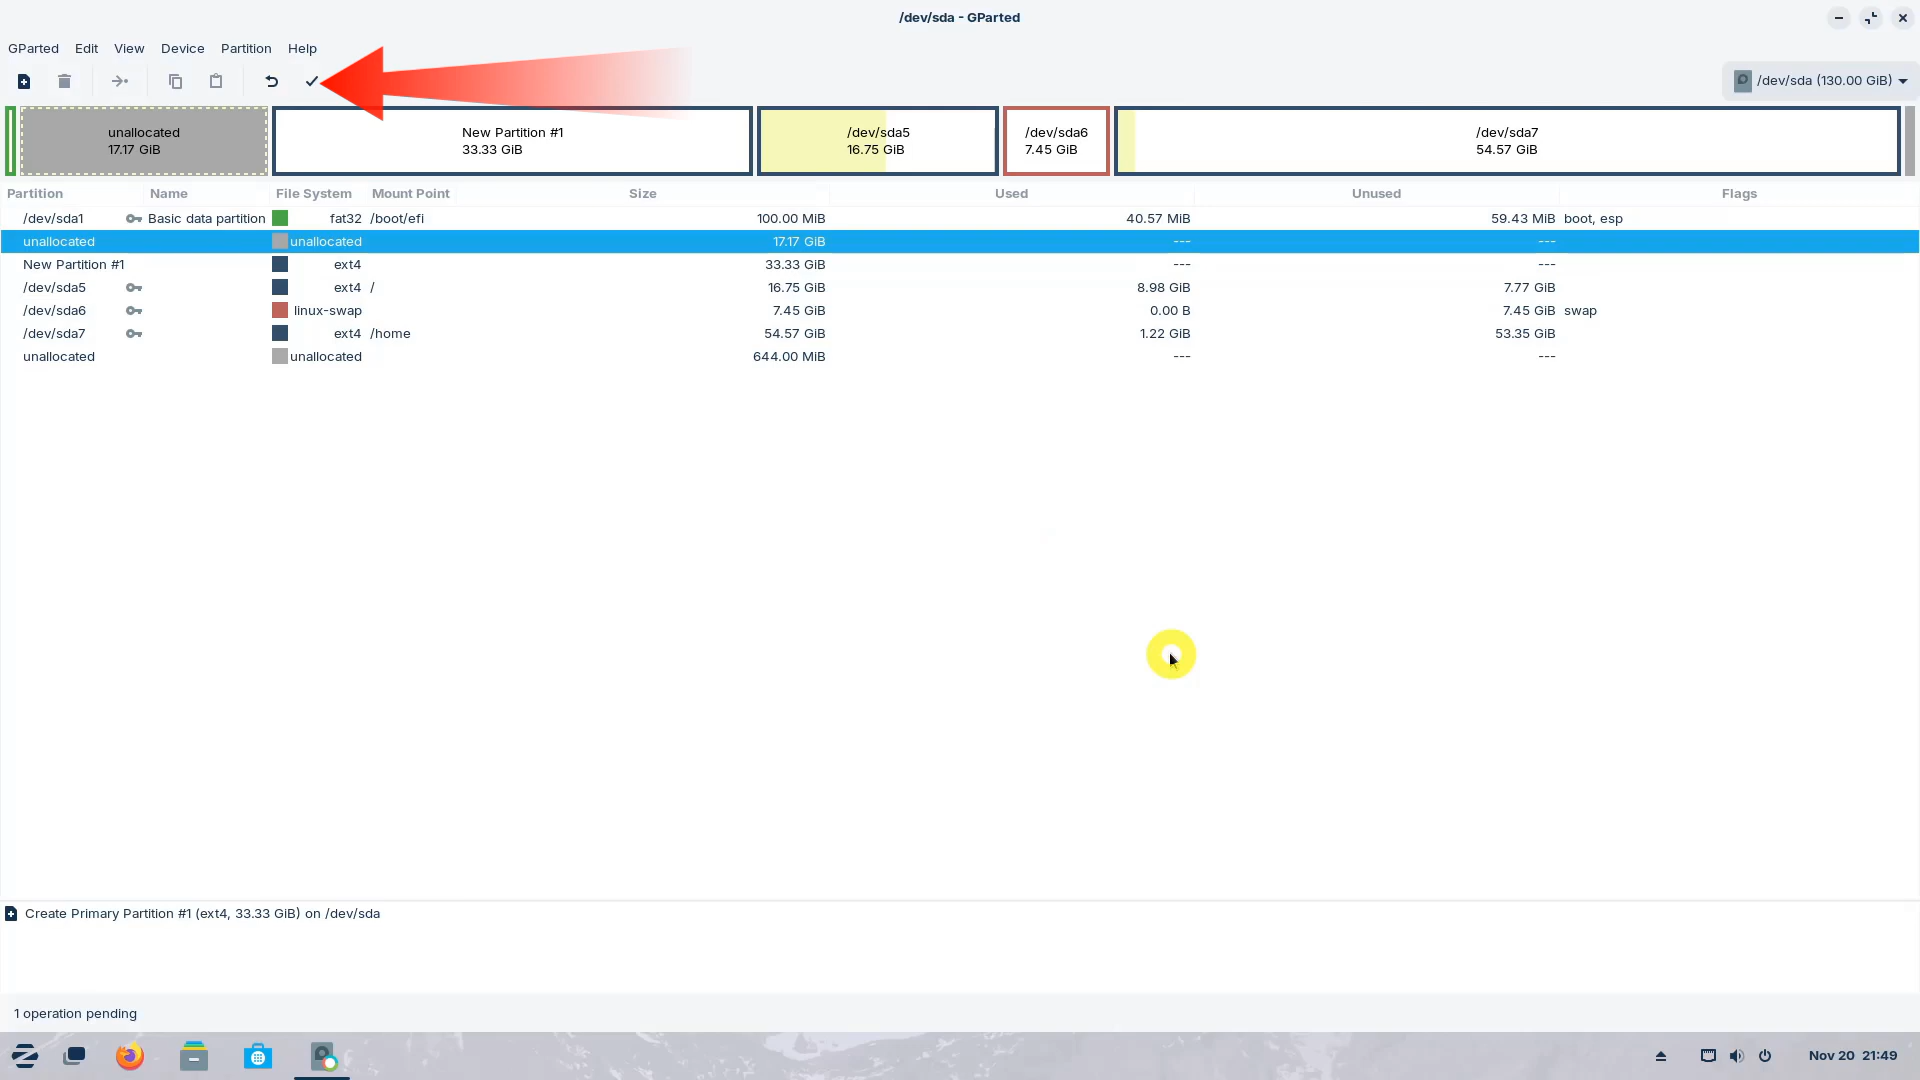 /dev/sda - GParted
GParted Edit View Device Partition Help
/dev/sda (130.00 GiB)
unallocated
17.17 GiB
New Partition #1
33.33 GiB
/dev/sda5
16.75 GiB
/dev/sda6
7.45 GiB
/dev/sda7
54.57 GiB
Partition Name File System Mount Point Size Used Unused Flags
/dev/sda1 Basic data partition fat32 /boot/efi 100.00 MiB 40.57 MiB 59.43 MiB boot, esp
unallocated unallocated 17.17 GiB --- ---
New Partition #1 ext4 33.33 GiB --- ---
/dev/sda5 ext4 / 16.75 GiB 8.98 GiB 7.77 GiB
/dev/sda6 linux-swap 7.45 GiB 0.00 B 7.45 GiB swap
/dev/sda7 ext4 /home 54.57 GiB 1.22 GiB 53.35 GiB
unallocated unallocated 644.00 MiB --- ---
Create Primary Partition #1 (ext4, 33.33 GiB) on /dev/sda
1 operation pending
Nov 20 21:49